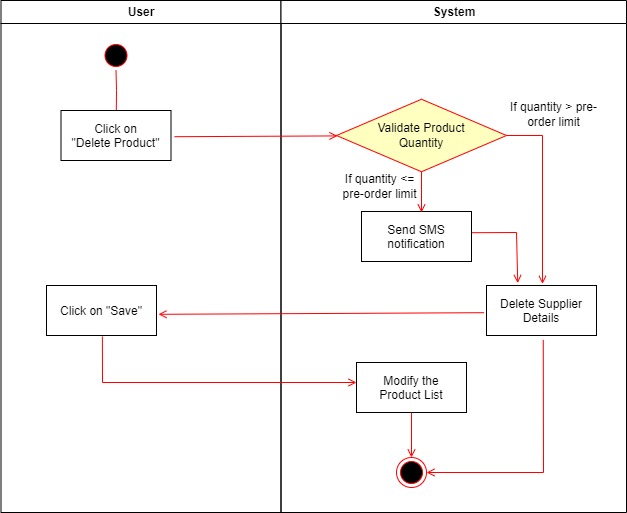 User
System
Click on
"Delete Product"
Validate Product
Quantity
If quantity > pre-
order limit
If quantity <=
pre-order limit
Send SMS
notification
Click on "Save"
Delete Supplier
Details
Modify the
Product List